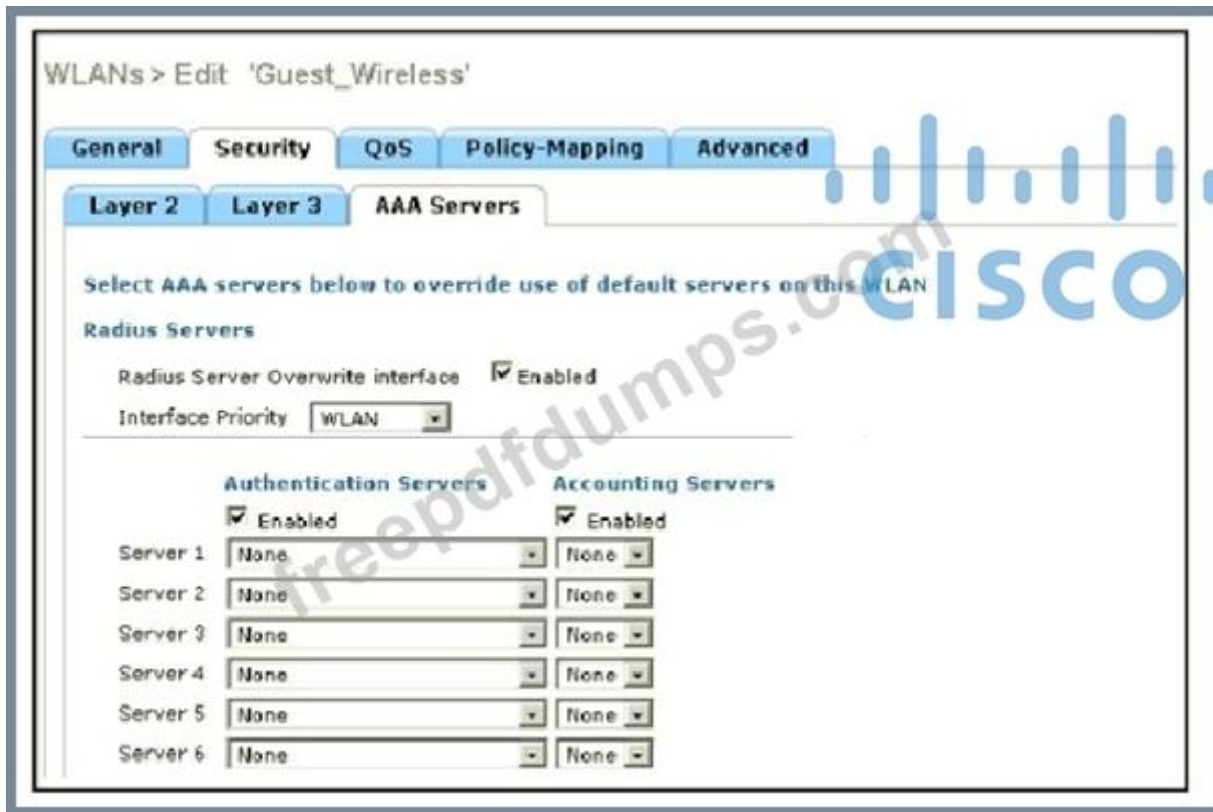 WLANs > Edit 'Guest_Wireless'
General Security QoS Policy-Mapping Advanced
Layer 2 Layer 3 AAA Servers
CISCO
Select AAA servers below to override use of default servers on this WLAN
Radius Servers
Radius Server Overwrite interface Enabled
Interface Priority WLAN
Authentication Servers Accounting Servers
Enabled Enabled
Server 1 None None
Server 2 None None
Server 3 None None
Server 4 None None
Server 5 None None
Server 6 None None
freepdfdumps.com